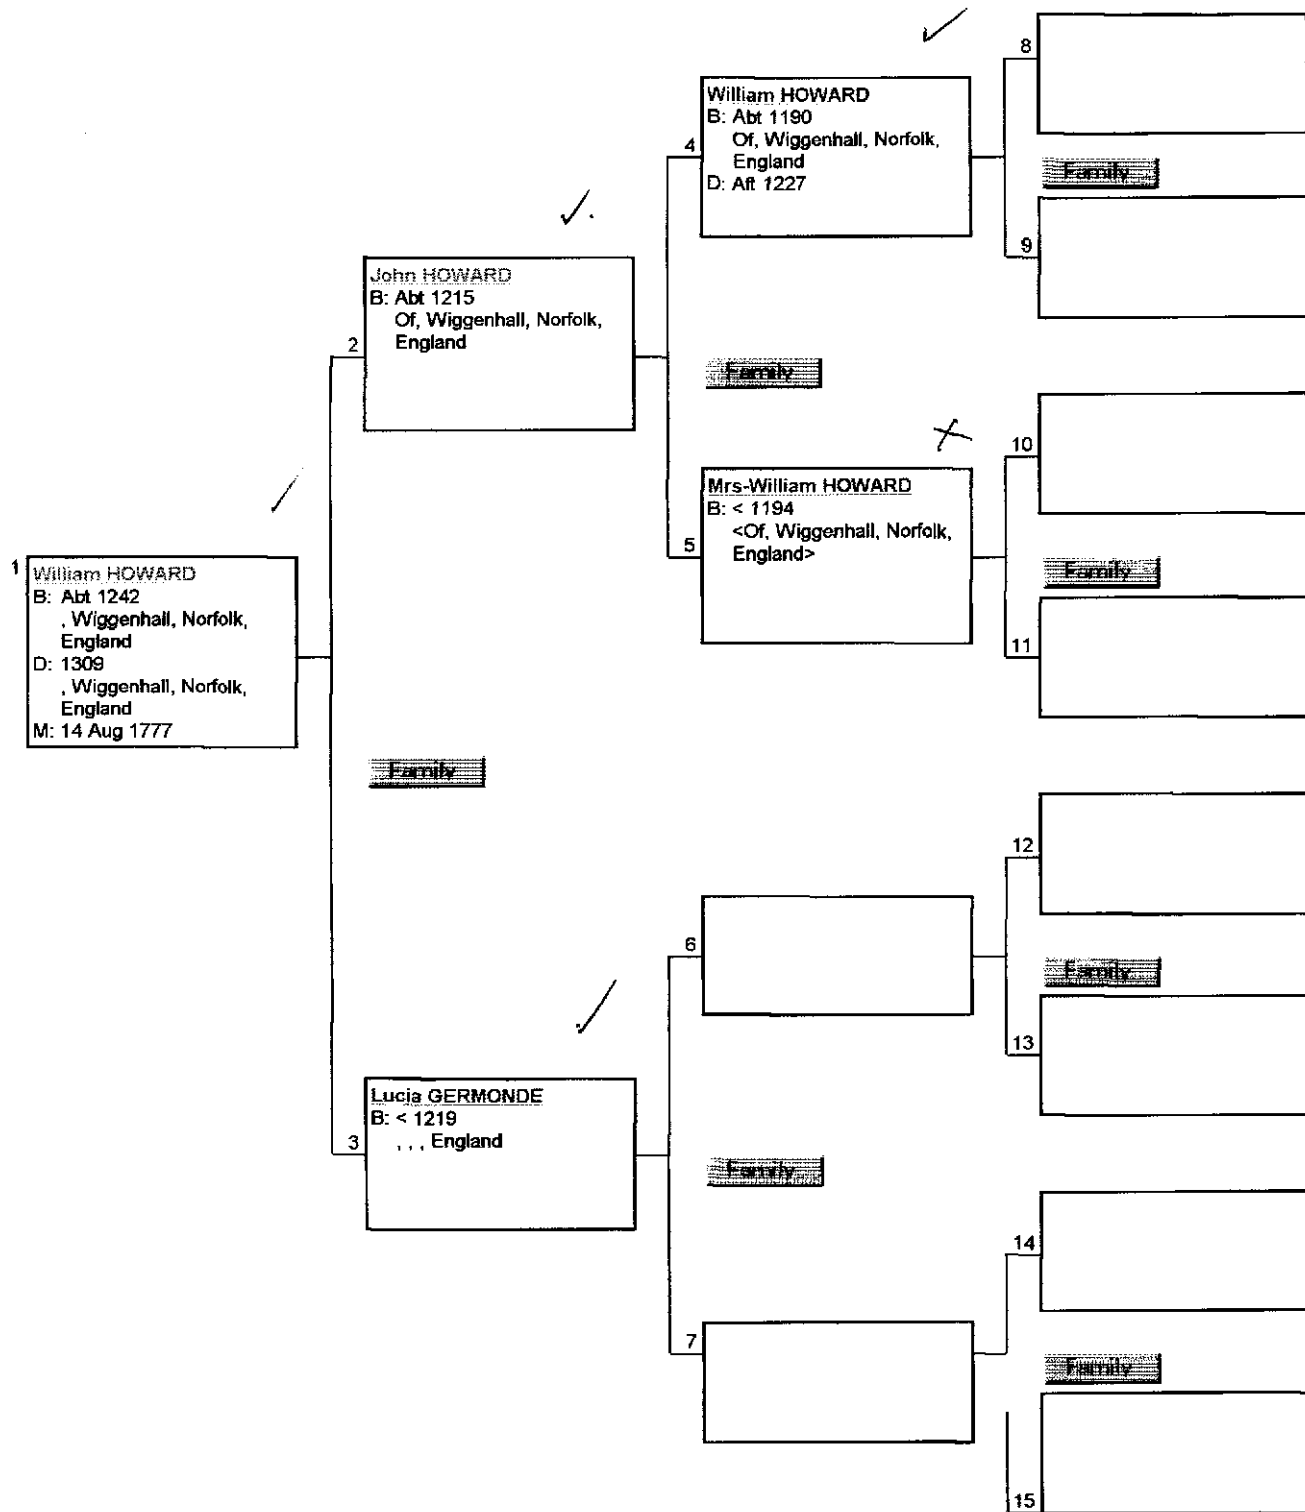 1
William HOWARD
B: Abt 1242
, Wiggenhall, Norfolk,
England
D: 1309
, Wiggenhall, Norfolk,
England
M: 14 Aug 1777
2
John HOWARD
B: Abt 1215
Of, Wiggenhall, Norfolk,
England
Family
3
Lucia GERMONDE
B: < 1219
, , , England
4
William HOWARD
B: Abt 1190
Of, Wiggenhall, Norfolk,
England
D: Aft 1227
Family
5
Mrs-William HOWARD
B: < 1194
<Of, Wiggenhall, Norfolk,
England>
6
Family
7
8
Family
9
10
Family
11
12
Family
13
14
Family
15